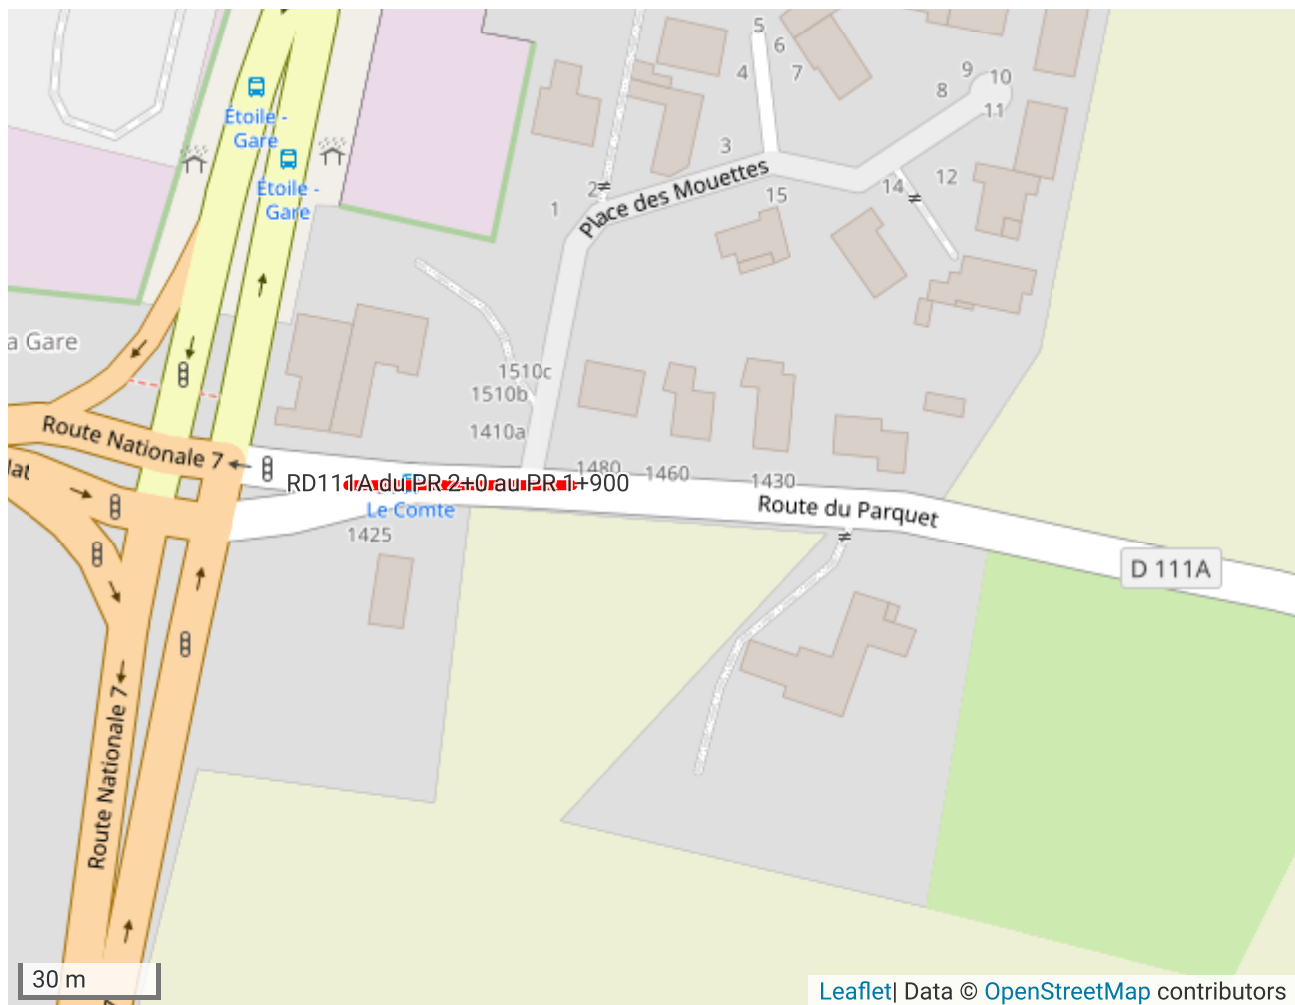 5
6
4
7
9
10
8
11
Étoile -
Gare
3
Étoile -
Gare
2
Place des Mouettes
15
14
12
1
a Gare
1510c
1510b
1410a
Route Nationale 7
lat
1480
1460
1430
RD111A du PR 2+0 au PR 1+900
Le Comte
Route du Parquet
1425
D 111A
Route Nationale 7
30 m
Leaflet| Data © OpenStreetMap contributors